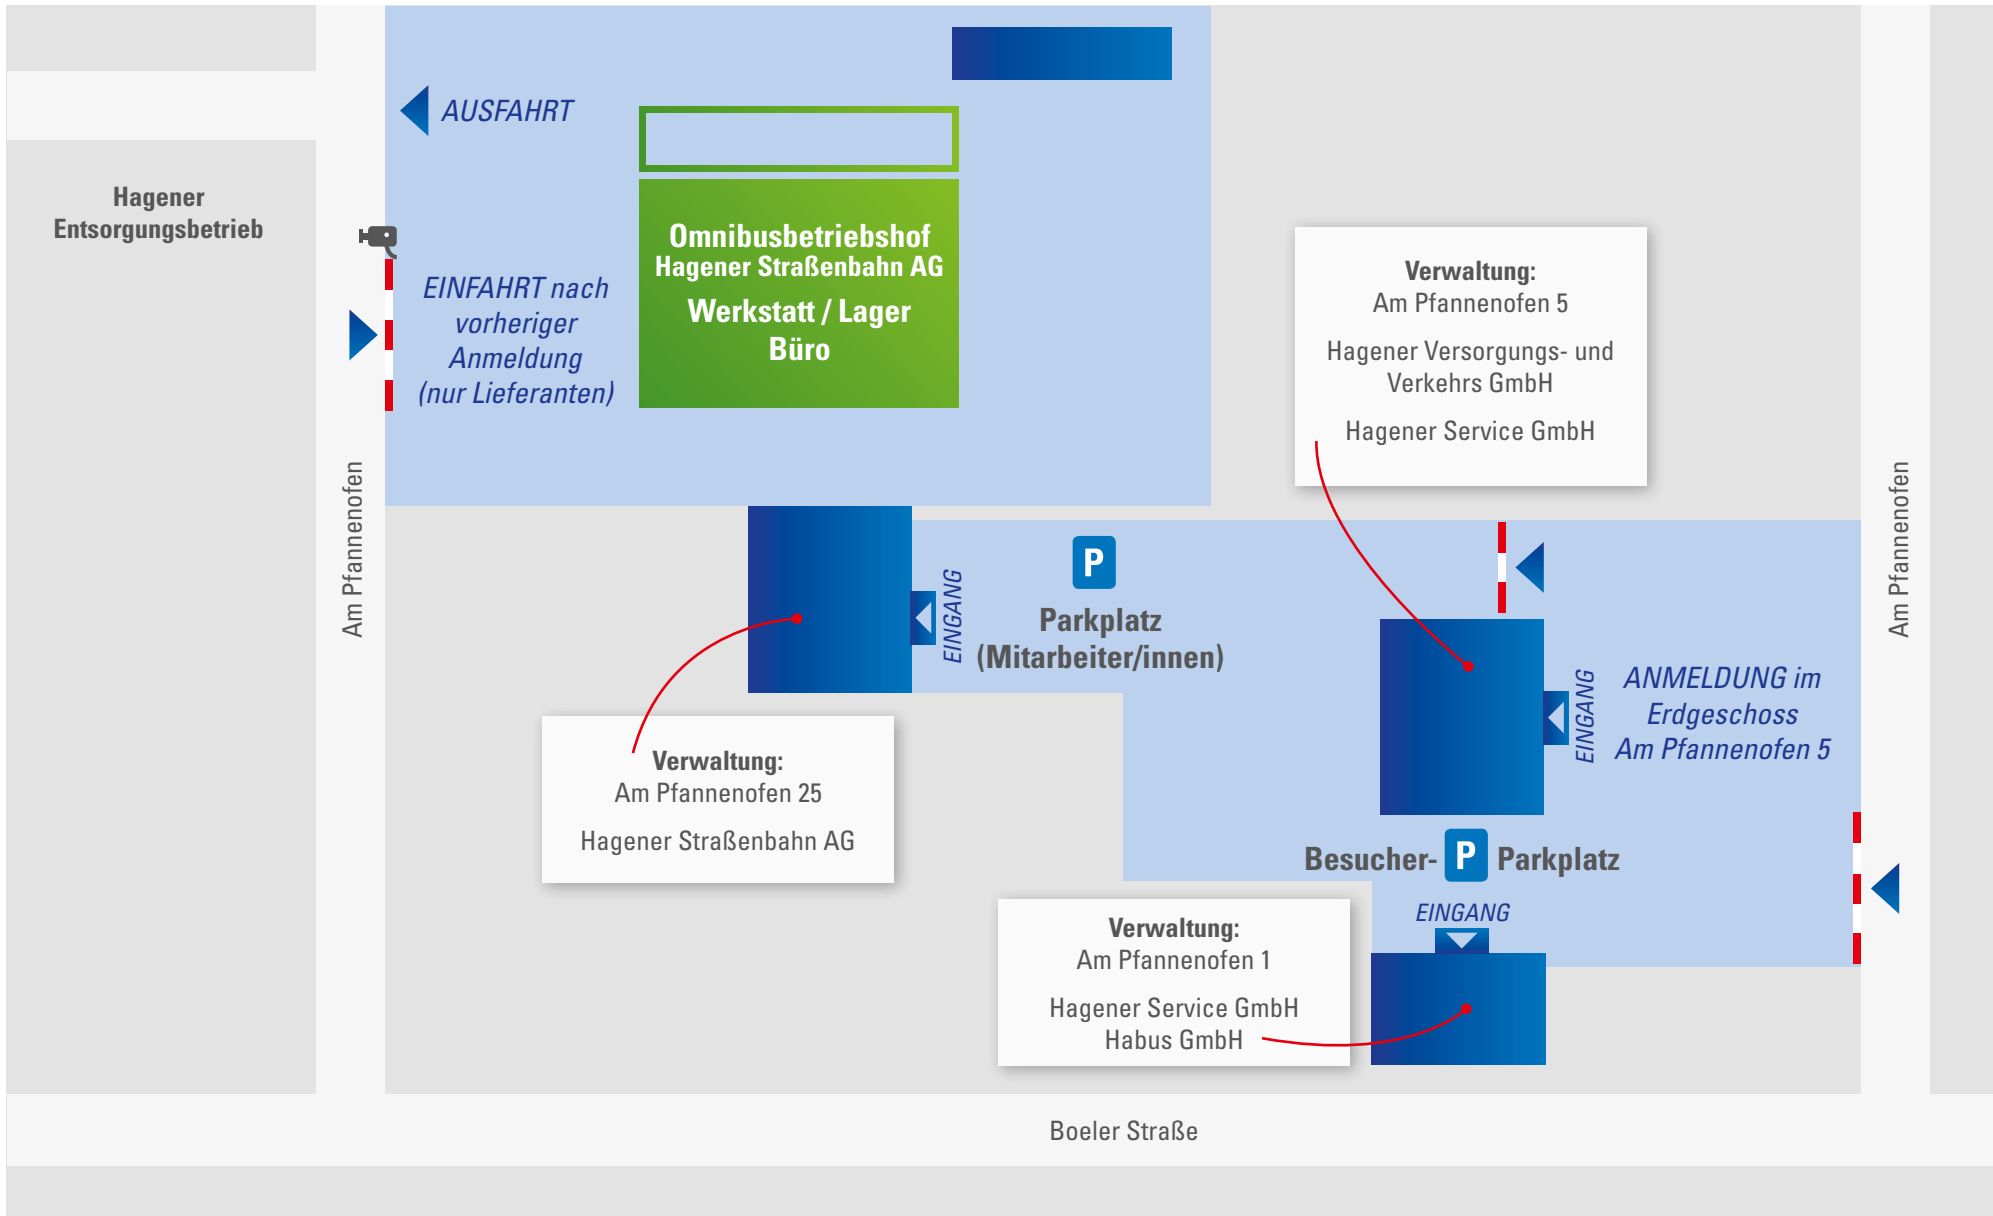 AUSFAHRT
Hagener
Entsorgungsbetrieb
EINFAHRT nach
vorheriger
Anmeldung
(nur Lieferanten)
Omnibusbetriebshof
Hagener Straßenbahn AG
Werkstatt / Lager
Büro
Verwaltung:
Am Pfannenofen 5
Hagener Versorgungs- und
Verkehrs GmbH
Hagener Service GmbH
Am Pfannenofen
Am Pfannenofen
P
Parkplatz
(Mitarbeiter/innen)
EINGANG
EINGANG
ANMELDUNG im
Erdgeschoss
Am Pfannenofen 5
Verwaltung:
Am Pfannenofen 25
Hagener Straßenbahn AG
Besucher- P Parkplatz
EINGANG
Verwaltung:
Am Pfannenofen 1
Hagener Service GmbH
Habus GmbH
Boeler Straße